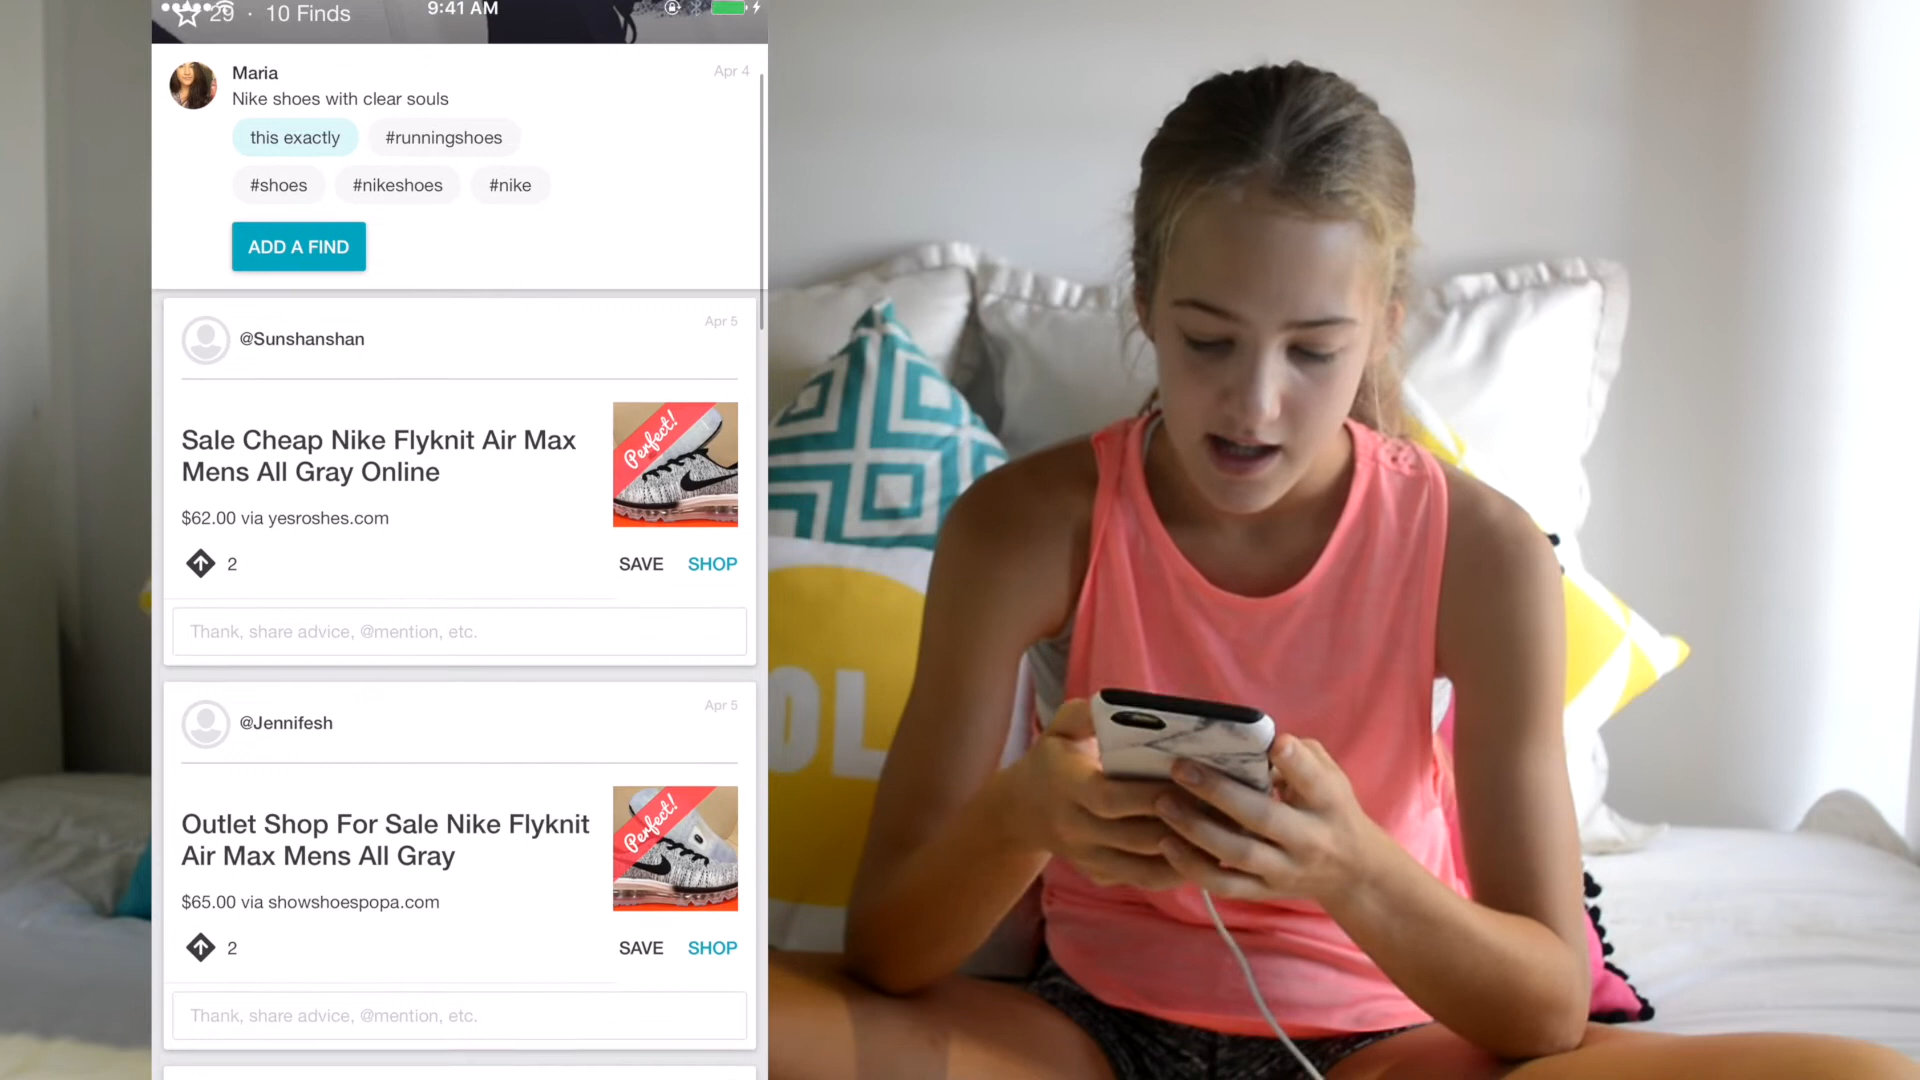 29 · 10 Finds
9:41 AM
Maria
Apr 4
Nike shoes with clear souls
this exactly
#runningshoes
#shoes
#nikeshoes
#nike
ADD A FIND
@Sunshanshan
Apr 5
Sale Cheap Nike Flyknit Air Max
Mens All Gray Online
Perfect!
$62.00 via yesroshes.com
2
SAVE
SHOP
Thank, share advice, @mention, etc.
@Jennifesh
Apr 5
Outlet Shop For Sale Nike Flyknit
Air Max Mens All Gray
Perfect!
$65.00 via showshoespopa.com
2
SAVE
SHOP
Thank, share advice, @mention, etc.
OL